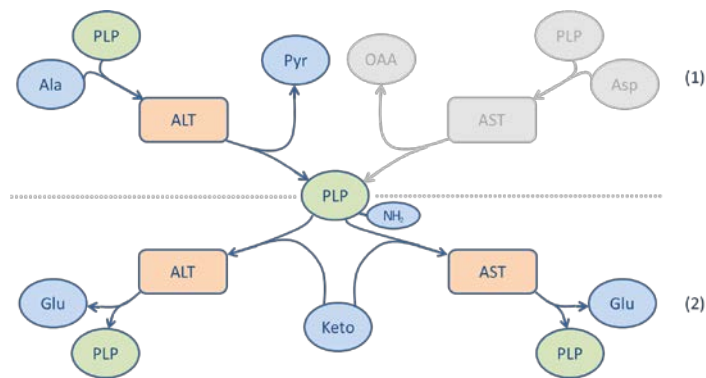 PLP
PLP
Pyr
OAA
Ala
Asp
(1)
ALT
AST
PLP
NH₂
ALT
AST
Glu
Keto
Glu
(2)
PLP
PLP